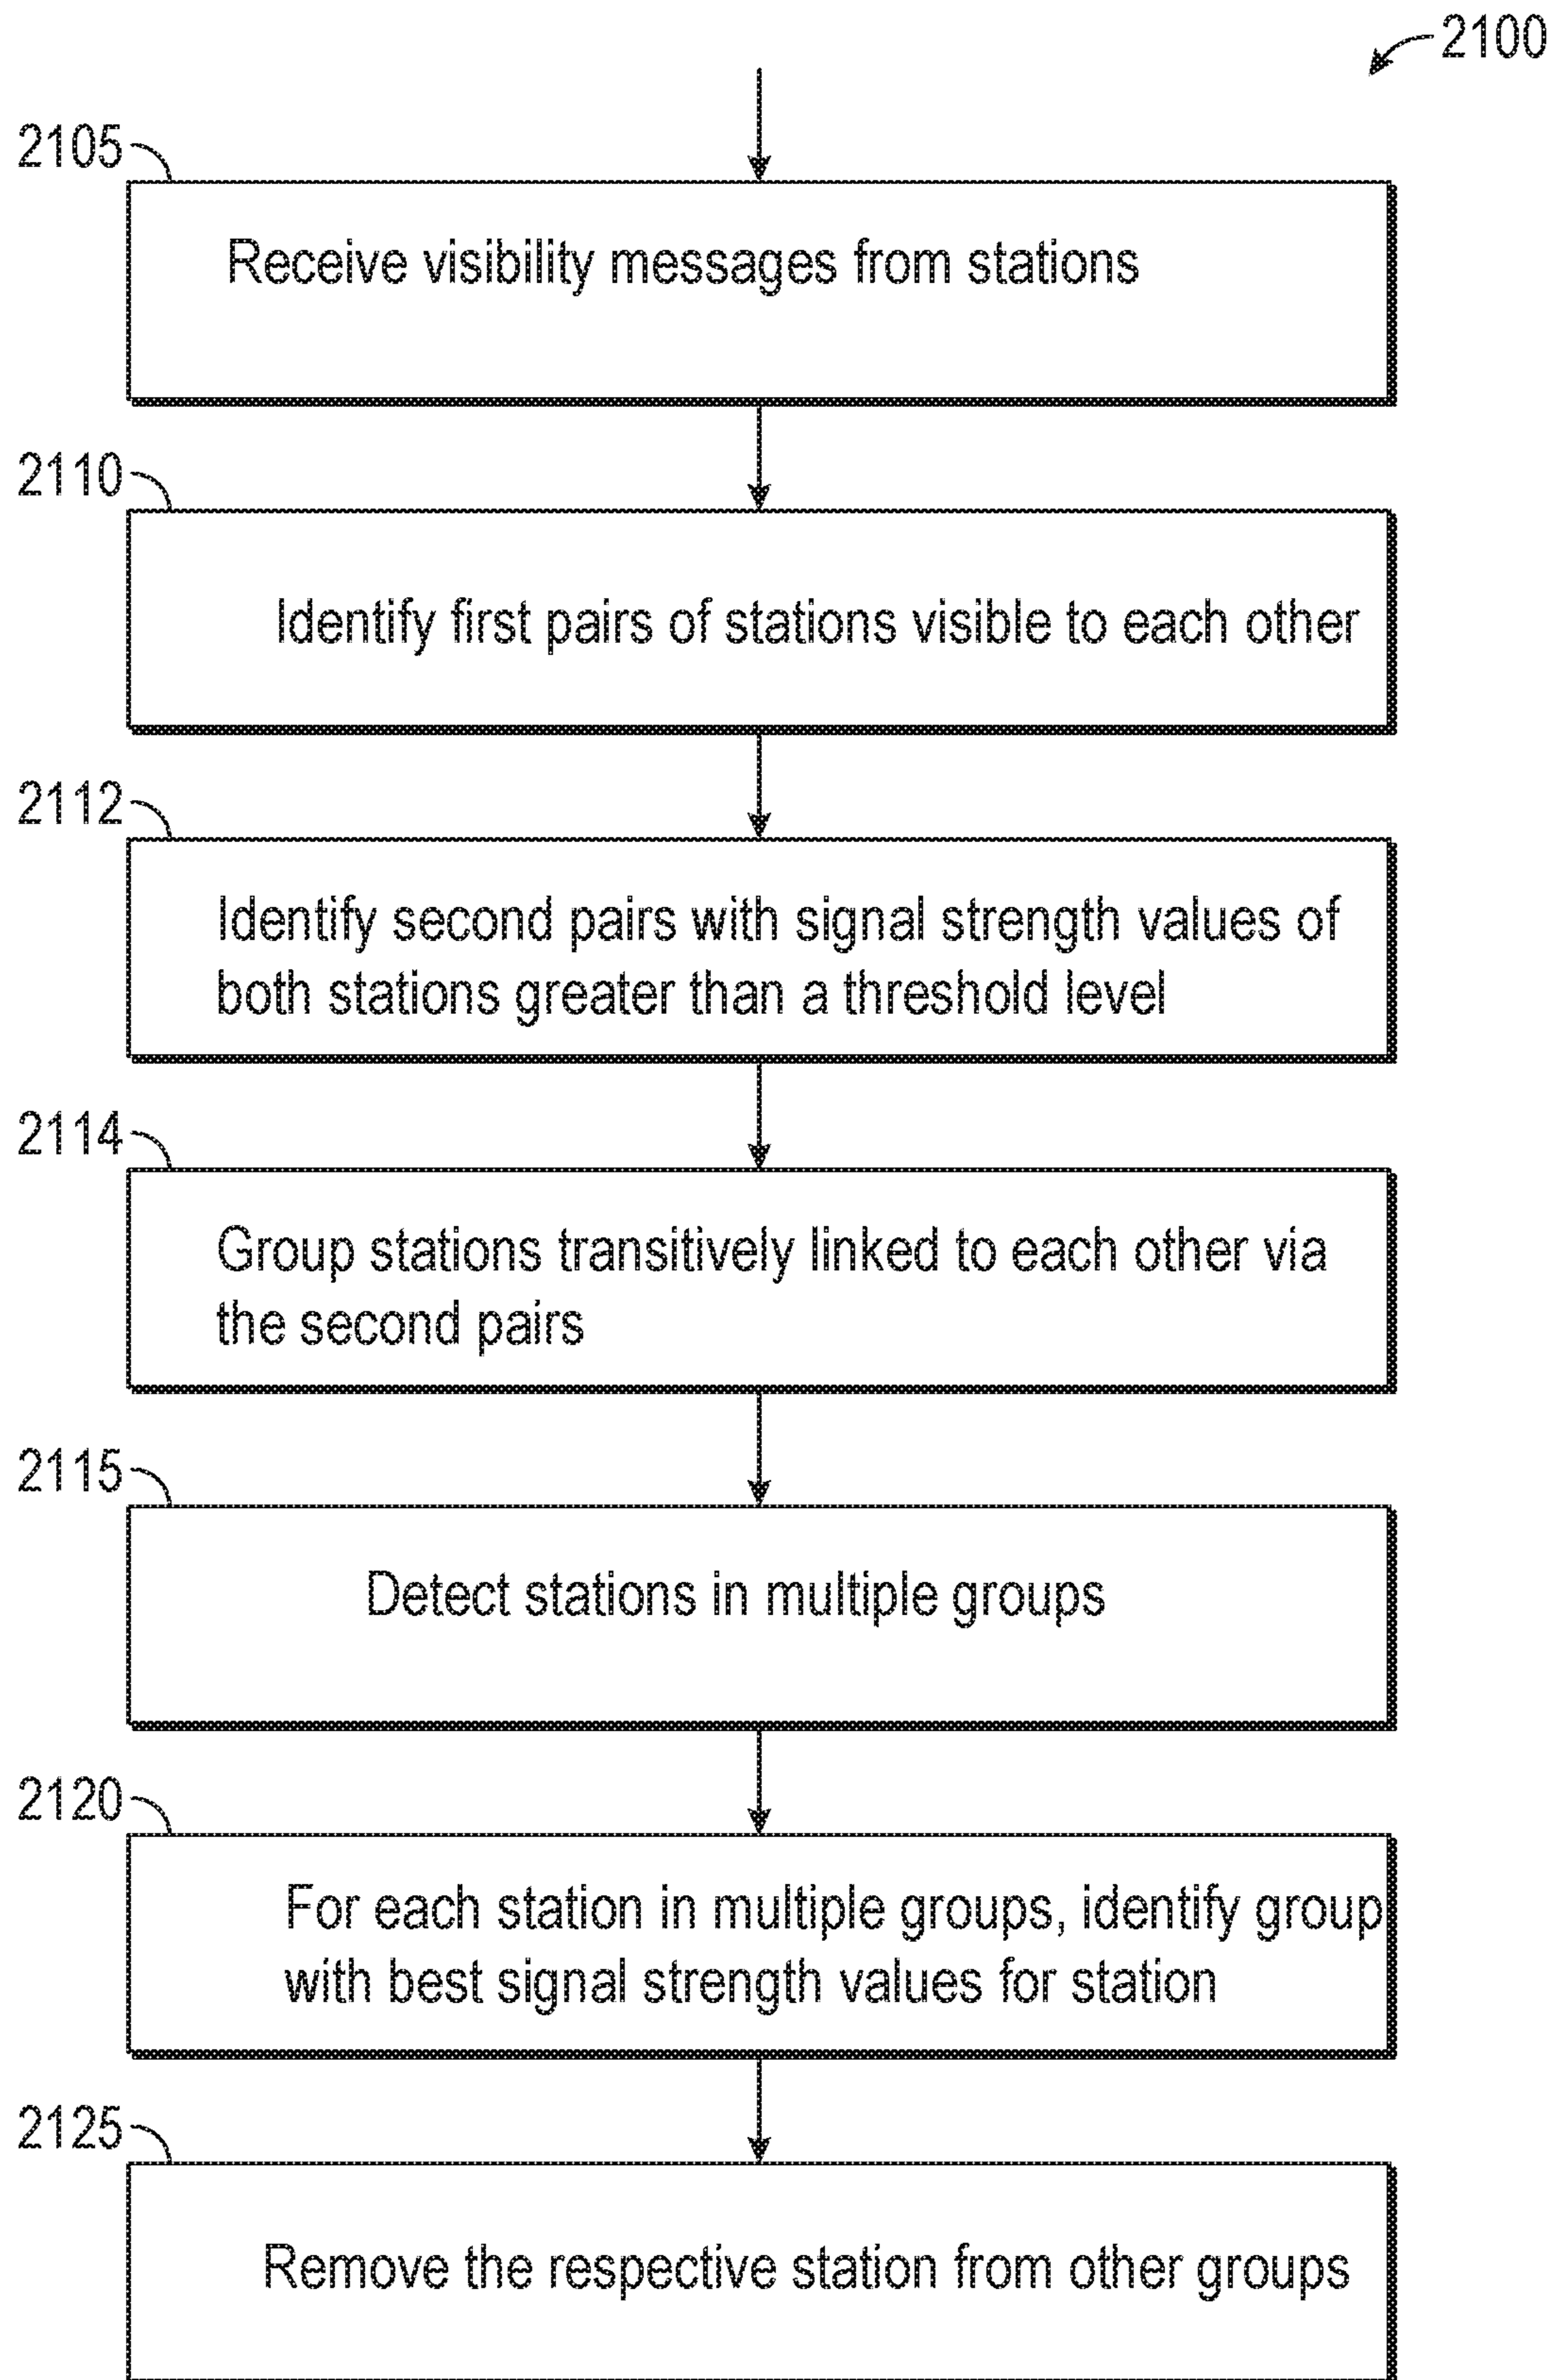 2100
2105
Receive visibility messages from stations
2110
Identify first pairs of stations visible to each other
2112
Identify second pairs with signal strength values of
both stations greater than a threshold level
2114
Group stations transitively linked to each other via
the second pairs
2115
Detect stations in multiple groups
2120
For each station in multiple groups, identify group
with best signal strength values for station
2125
Remove the respective station from other groups